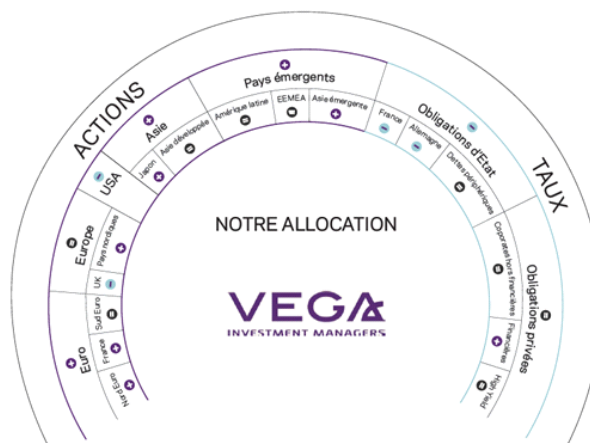 ACTIONS
TAUX
Euro
Nord Euro
France
Sud Euro
Europe
UK
Pays nordiques
USA
Asie
Japon
Asie développée
Pays émergents
Amérique latine
EEMEA
Asie émergente
Obligations d'Etat
France
Allemagne
Dettes périphériques
Obligations privées
Corporates hors financières
Financières
High Yield
NOTRE ALLOCATION
VEGA
INVESTMENT MANAGERS